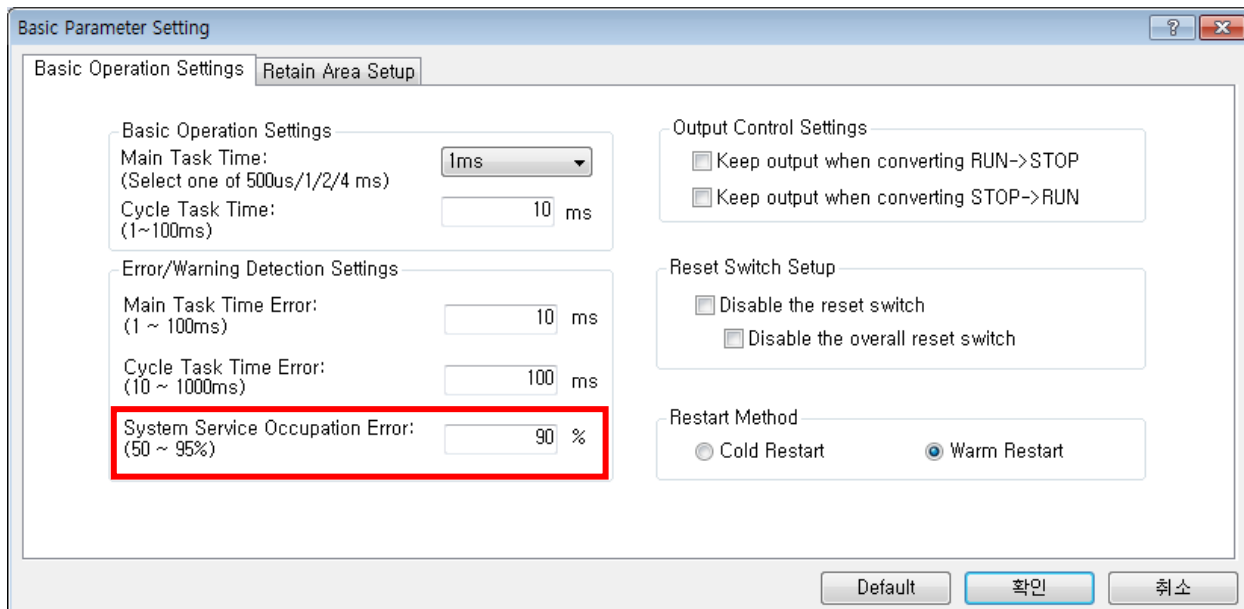 Basic Parameter Setting
Basic Operation Settings
Retain Area Setup
Basic Operation Settings
Main Task Time:
(Select one of 500us/1/2/4 ms)
1ms
Cycle Task Time:
(1~100ms)
10 ms
Error/Warning Detection Settings
Main Task Time Error:
(1 ~ 100ms)
10 ms
Cycle Task Time Error:
(10 ~ 1000ms)
100 ms
System Service Occupation Error:
(50 ~ 95%)
90 %
Output Control Settings
Keep output when converting RUN->STOP
Keep output when converting STOP->RUN
Reset Switch Setup
Disable the reset switch
Disable the overall reset switch
Restart Method
Cold Restart
Warm Restart
Default
확인
취소